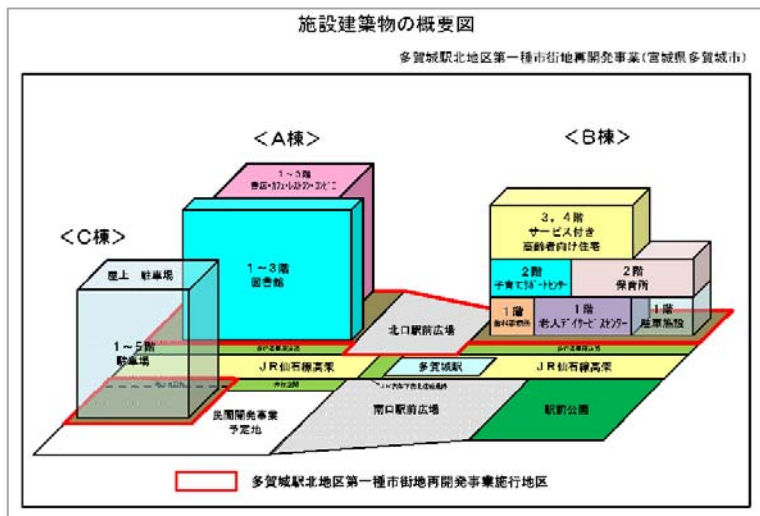 施設建築物の概要図
多賀城駅北地区第一種市街地再開発事業(宮城県多賀城市)
＜A棟＞
＜B棟＞
＜C棟＞
1～3階
書店・カフェ・レストラン・コンビニ
1～3階
図書館
屋上 駐車場
1～5階
駐車場
3, 4階
サービス付き
高齢者向け住宅
2階
子育てサポートセンター
2階
保育所
1階
1階
老人デイサービスセンター
1階
駐車施設
北口駅前広場
JR仙石線高架
多賀城駅
JR仙石線高架
民間開発事業
予定地
南口駅前広場
駅前公園
多賀城駅北地区第一種市街地再開発事業施行地区